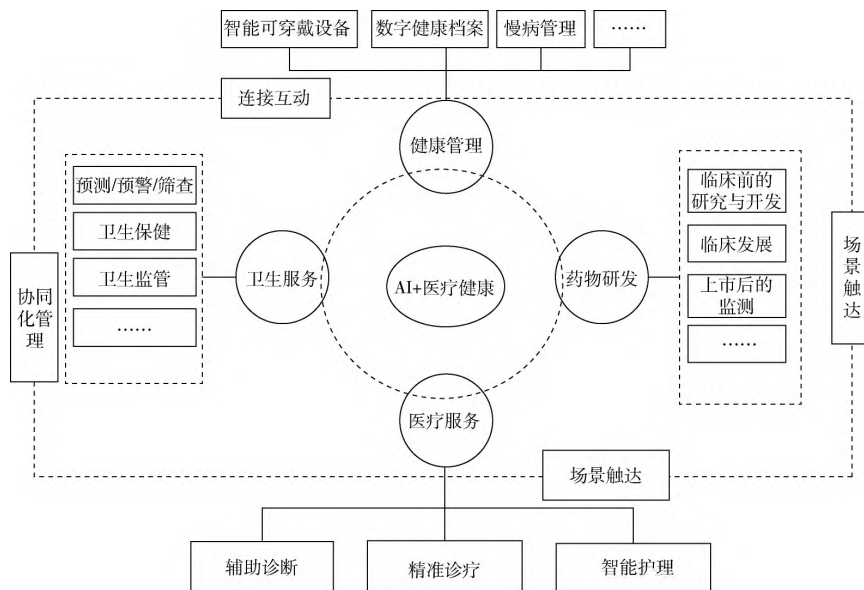 智能可穿戴设备
数字健康档案
慢病管理
……
连接互动
健康管理
预测/预警/筛查
卫生保健
卫生监管
……
协同
化管
理
卫生服务
AI+医疗健康
药物研发
临床前的
研究与开发
临床发展
上市后的
监测
……
场
景
触
达
医疗服务
场景触达
辅助诊断
精准诊疗
智能护理